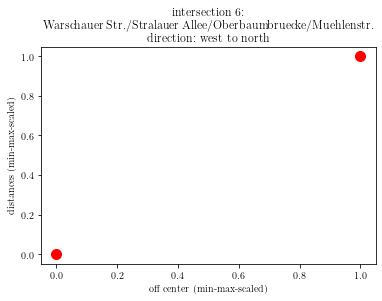 intersection 6:
Warschauer Str./Stralauer Allee/Oberbaumbruecke/Muehlenstr.
direction: west to north
1.0
0.8
0.6
0.4
0.2
0.0
distances (min-max-scaled)
0.0 0.2 0.4 0.6 0.8 1.0
off center (min-max-scaled)